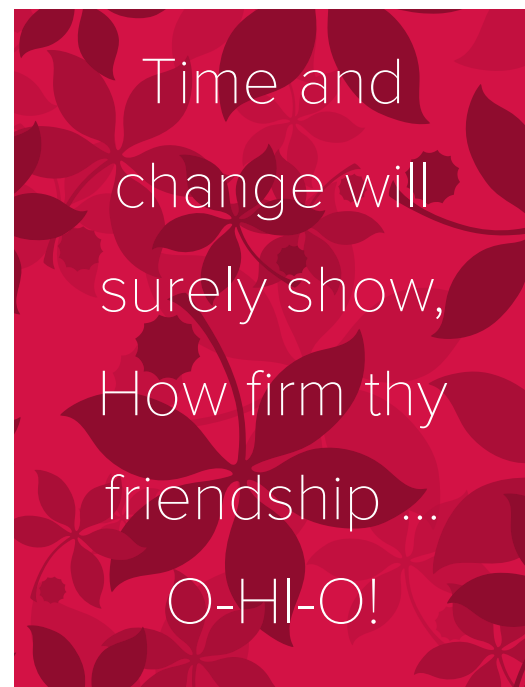 Time and
change will
surely show,
How firm thy
friendship ...
O-HI-O!